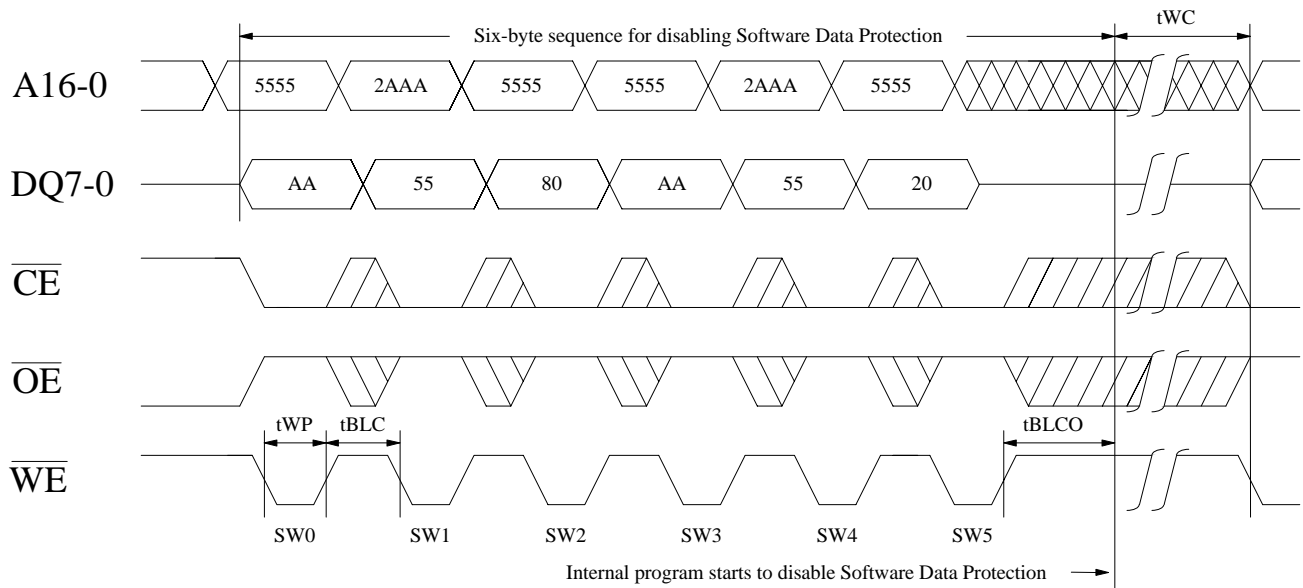 tWC
Six-byte sequence for disabling Software Data Protection
A16-0 5555 2AAA 5555 5555 2AAA 5555
DQ7-0 AA 55 80 AA 55 20
CE
OE
tWP tBLC tBLCO
WE
SW0 SW1 SW2 SW3 SW4 SW5
Internal program starts to disable Software Data Protection